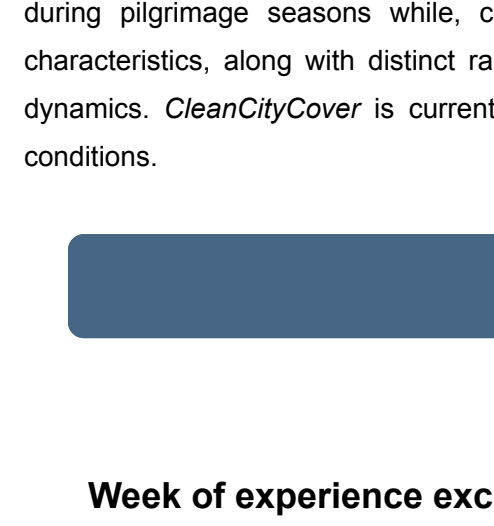 during pilgrimage seasons while, c
characteristics, along with distinct ra
dynamics. CleanCityCover is current
conditions.
Week of experience exc